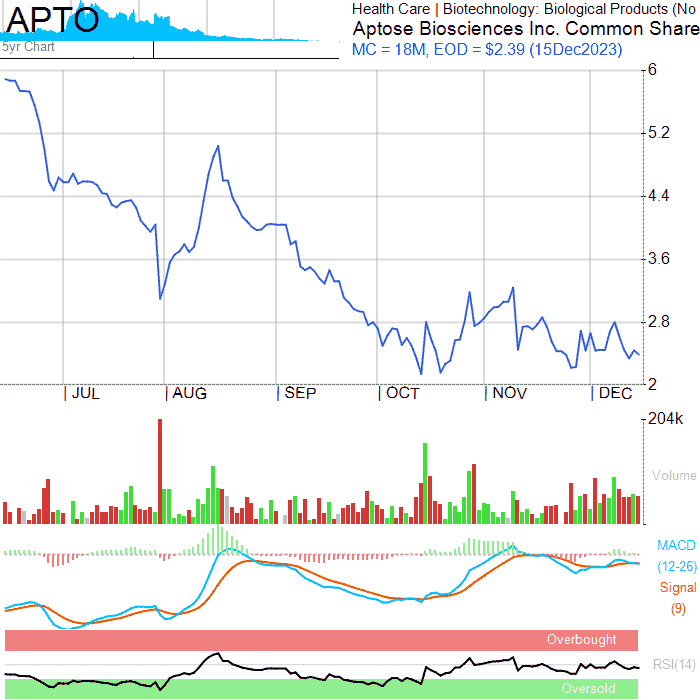 APTO
5yr Chart
Health Care | Biotechnology: Biological Products (No
Aptose Biosciences Inc. Common Share
MC = 18M, EOD = $2.39 (15Dec2023)
6
5.2
4.4
3.6
2.8
2
JUL AUG SEP OCT NOV DEC
204k
Volume
MACD
(12-26)
Signal
(9)
Overbought
RSI(14)
Oversold